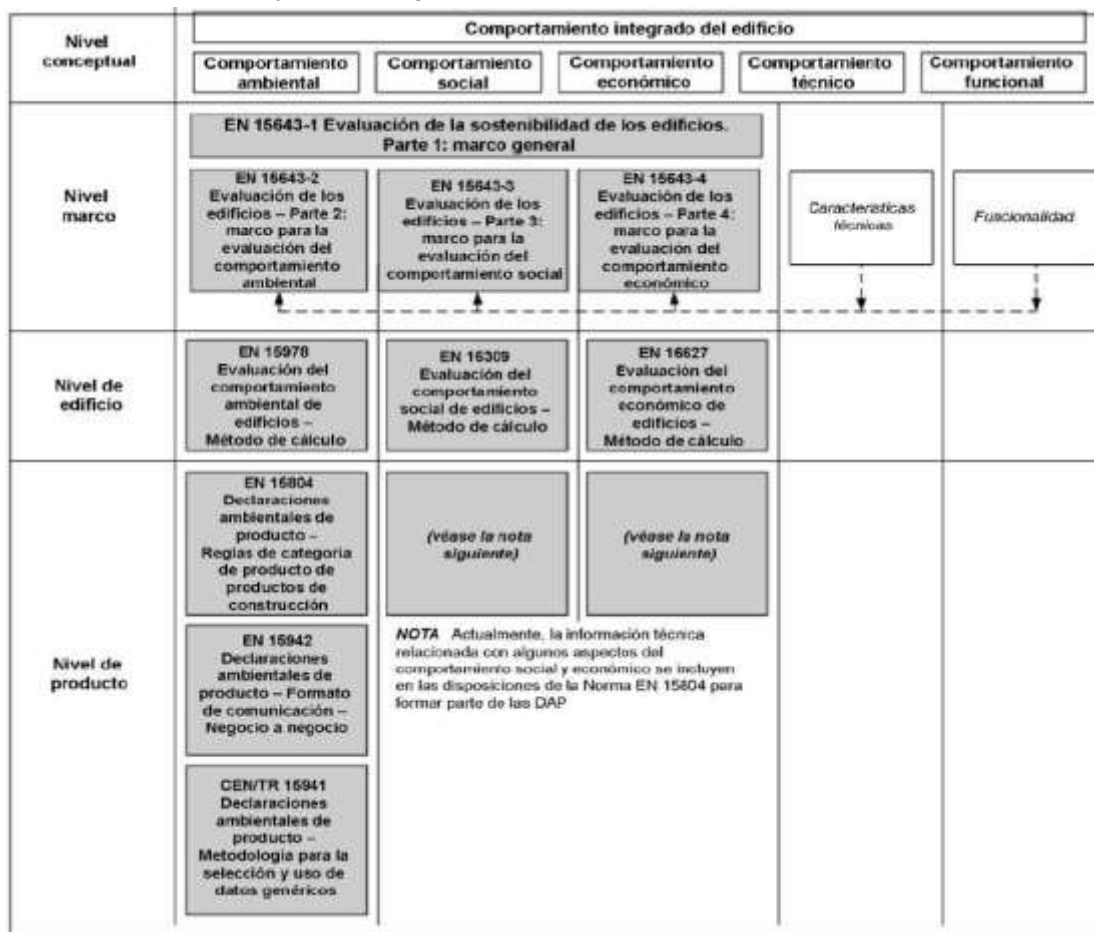 Nivel
conceptual
Comportamiento integrado del edificio
Comportamiento
ambiental
Comportamiento
social
Comportamiento
económico
Comportamiento
técnico
Comportamiento
funcional
Nivel
marco
EN 15643-1 Evaluación de la sostenibilidad de los edificios.
Parte 1: marco general
EN 15643-2
Evaluación de los
edificios – Parte 2:
marco para la
evaluación del
comportamiento
ambiental
EN 15643-3
Evaluación de los
edificios – Parte 3:
marco para la
evaluación del
comportamiento social
EN 15643-4
Evaluación de los
edificios – Parte 4:
marco para la
evaluación del
comportamiento
económico
Características
técnicas
Fuscionalidad
Nivel de
edificio
EN 15978
Evaluación del
comportamiento
ambiental de
edificios –
Método de cálculo
EN 16309
Evaluación del
comportamiento
social de edificios –
Método de cálculo
EN 16627
Evaluación del
comportamiento
económico de
edificios –
Método de cálculo
Nivel de
producto
EN 15804
Declaraciones
ambientales de
producto –
Reglas de categoría
de producto de
productos de
construcción
(véase la nota
siguiente)
(véase la nota
siguiente)
EN 15942
Declaraciones
ambientales de
producto – Formato
de comunicación –
Negocio a negocio
NOTA Actualmente, la información técnica
relacionada con algunos aspectos del
comportamiento social y económico se incluyen
en las disposiciones de la Norma EN 15804 para
formar parte de las DAP
CEN/TR 15941
Declaraciones
ambientales de
producto –
Metodología para la
selección y uso de
datos genéricos